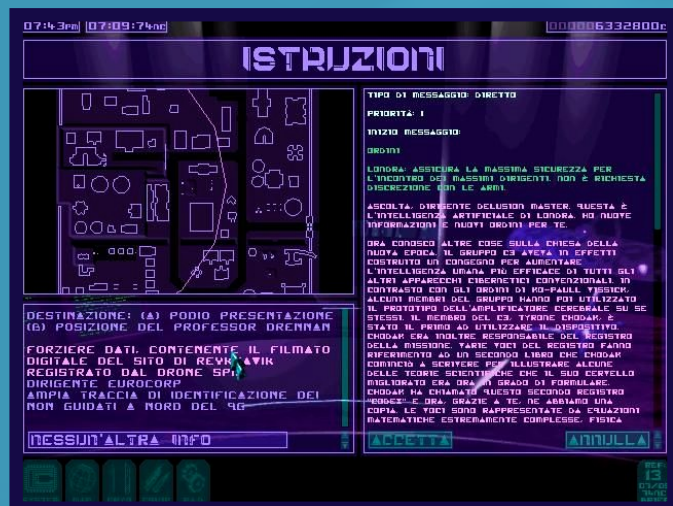 07:43PM 07:09:74NC
000006332800C
ISTRUZIONI
TIPO DI MESSAGGIO: DIRETTO
PRIORITÀ: 1
INIZIO MESSAGGIO:
ORDINI
LONDRA: ASSICURA LA MASSIMA SICUREZZA PER
L'INCONTRO DEI MASSIMI DIRIGENTI. NON È RICHIESTA
DISCREZIONE CON LE ARMI.
ASCOLTA, DIRIGENTE DELUSION MASTER. QUESTA È
L'INTELLIGENZA ARTIFICIALE DI LONDRA. HO NUOVE
INFORMAZIONI E NUOVI ORDINI PER TE.
ORA CONOSCO ALTRE COSE SULLA CHIESA DELLA
NUOVA EPOCA. IL GRUPPO C3 AVEVA IN EFFETTI
COSTRUITO UN CONGEGNO PER AUMENTARE
L'INTELLIGENZA UMANA PIÙ EFFICACE DI TUTTI GLI
ALTRI APPARECCHI CIBERNETICI CONVENZIONALI. IN
CONTRASTO CON GLI ORDINI DI KO-PAULL VISSICK,
ALCUNI MEMBRI DEL GRUPPO HANNO POI UTILIZZATO
IL PROTOTIPO DELL'AMPLIFICATORE CEREBRALE SU SE
STESSI. IL MEMBRO DEL C3, TYRONE CHODAK, È
STATO IL PRIMO AD UTILIZZARE IL DISPOSITIVO.
CHODAK ERA INOLTRE RESPONSABILE DEL REGISTRO
DELLA MISSIONE. VARIE VOCI DEL REGISTRO FANNO
RIFERIMENTO AD UN SECONDO LIBRO CHE CHODAK
COMINCIÒ A SCRIVERE PER ILLUSTRARE ALCUNE
DELLE TEORIE SCIENTIFICHE CHE IL SUO CERVELLO
MIGLIORATO ERA ORA IN GRADO DI FORMULARE.
CHODAK HA CHIAMATO QUESTO SECONDO REGISTRO
E ORA, GRAZIE A TE, NE ABBIAMO UNA
COPIA. LE VOCI SONO RAPPRESENTATE DA EQUAZIONI
MATEMATICHE ESTREMAMENTE COMPLESSE, FISICA
DESTINAZIONE: (A) PODIO PRESENTAZIONE
(B) POSIZIONE DEL PROFESSOR DRENNAN
FORZIERE DATI, CONTENENTE IL FILMATO
DIGITALE DEL SITO DI REYKJAVIK
REGISTRATO DAL DRONE
DIRIGENTE EUROCORP
AMPIA TRACCIA DI IDENTIFICAZIONE DEI
NON GUIDATI A NORD DEL
NESSUN'ALTRA INFO
ACCETTA
ANNULLA
13